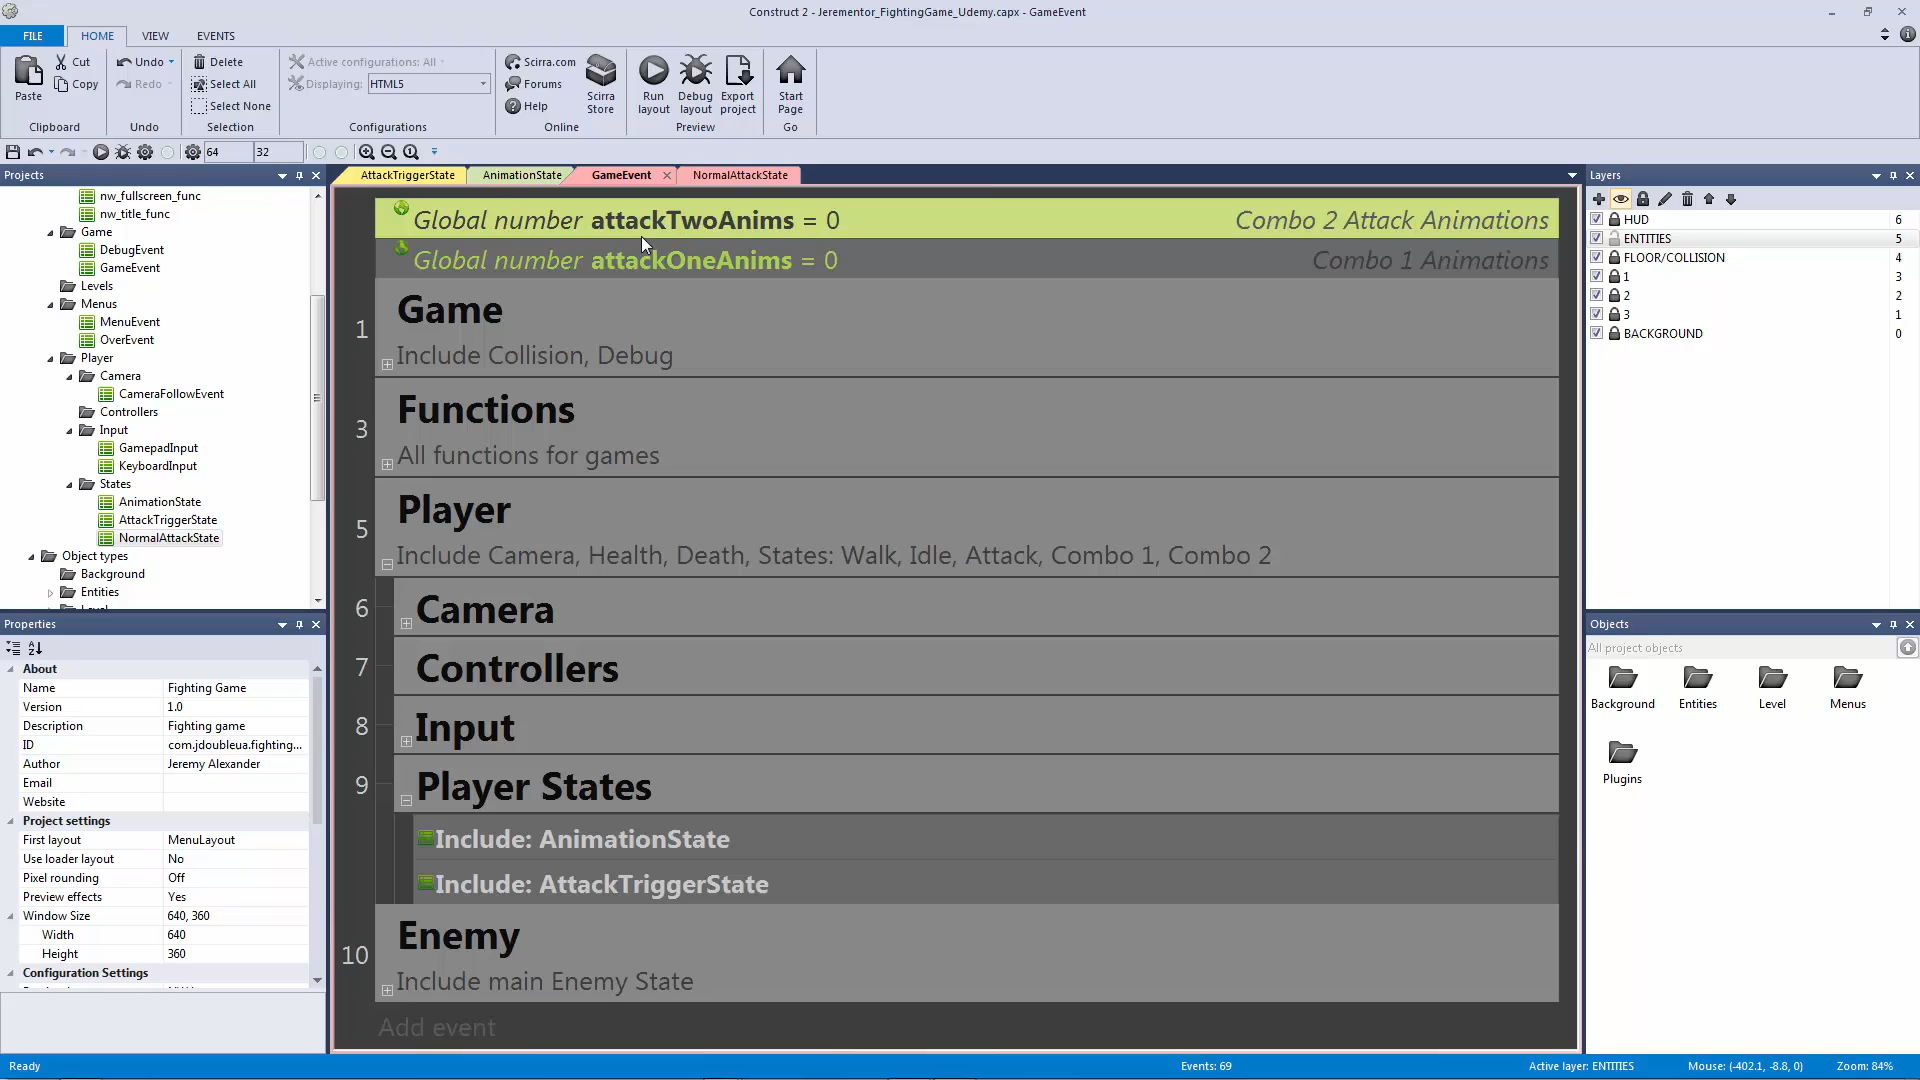 Construct 2 - Jerementor_FightingGame_Udemy.capx - GameEvent
FILE HOME VIEW EVENTS
Paste Cut Copy Undo Redo Delete Select All Select None
Active configurations: All
Displaying: HTML5
Scirra.com Forums Help
Scirra Store
Run layout
Debug layout
Export project
Start Page
Clipboard Undo Selection Configurations Online Preview Go
64 32
Projects
nw_fullscreen_func
nw_title_func
Game
DebugEvent
GameEvent
Levels
Menus
MenuEvent
OverEvent
Player
Camera
CameraFollowEvent
Controllers
Input
GamepadInput
KeyboardInput
States
AnimationState
AttackTriggerState
NormalAttackState
Object types
Background
Entities
Properties
About
Name Fighting Game
Version 1.0
Description Fighting game
ID com.jdoubleua.fighting...
Author Jeremy Alexander
Email
Website
Project settings
First layout MenuLayout
Use loader layout No
Pixel rounding Off
Preview effects Yes
Window Size 640, 360
Width 640
Height 360
Configuration Settings
AttackTriggerState AnimationState GameEvent NormalAttackState
Global number attackTwoAnims = 0 Combo 2 Attack Animations
Global number attackOneAnims = 0 Combo 1 Animations
1 Game
Include Collision, Debug
3 Functions
All functions for games
5 Player
Include Camera, Health, Death, States: Walk, Idle, Attack, Combo 1, Combo 2
6 Camera
7 Controllers
8 Input
9 Player States
Include: AnimationState
Include: AttackTriggerState
10 Enemy
Include main Enemy State
Add event
Layers
HUD 6
ENTITIES 5
FLOOR/COLLISION 4
1 3
2 2
3 1
BACKGROUND 0
Objects
All project objects
Background Entities Level Menus
Plugins
Ready Events: 69 Active layer: ENTITIES Mouse: (-402.1, -8.8, 0) Zoom: 84%